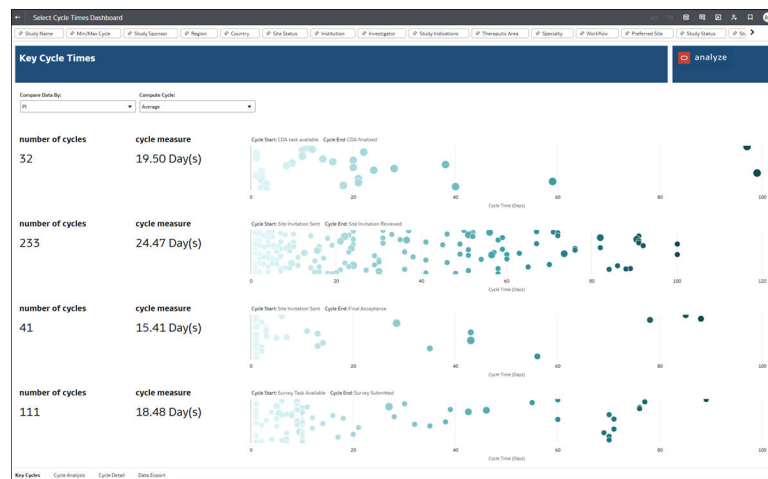 Select Cycle Times Dashboard
Study Name Min/Max Cycle Study Sponsor Region Country Site Status Institution Investigator Study Indications Theraputic Area Specialty Workflow Preferred Site Study Status
Key Cycle Times
analyze
Compare Data By: Compute Cycle:
PI Average
number of cycles cycle measure Cycle Start: CDA task available Cycle End: CDA finalized
32 19.50 Day(s)
0 20 40 60 80 100
Cycle Time (Days)
number of cycles cycle measure Cycle Start: Site Invitation Sent Cycle End: Site Invitation Reviewed
233 24.47 Day(s)
0 20 40 60 80 100 120
Cycle Time (Days)
number of cycles cycle measure Cycle Start: Site Invitation Sent Cycle End: Final Acceptance
41 15.41 Day(s)
0 20 40 60 80 100
Cycle Time (Days)
number of cycles cycle measure Cycle Start: Survey Task Available Cycle End: Survey Submitted
111 18.48 Day(s)
0 20 40 60 80 100
Cycle Time (Days)
Key Cycles Cycle Analysis Cycle Detail Data Export